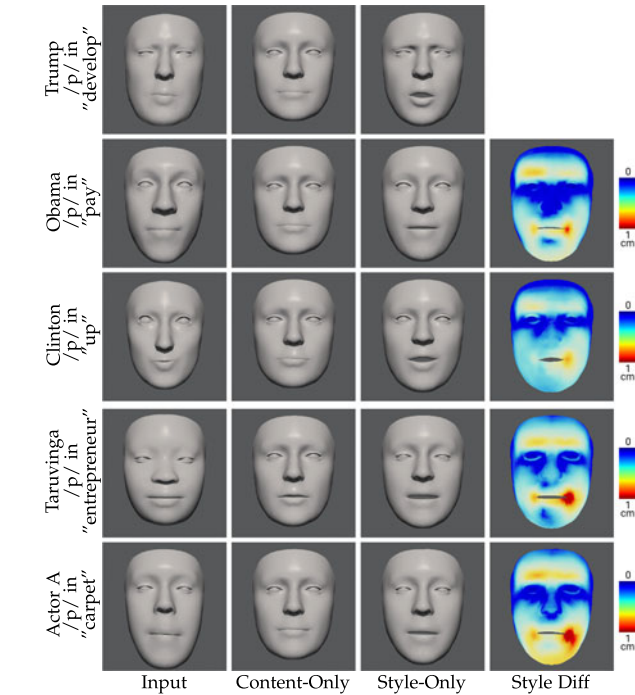 Trump
/p/ in
"develop"
Obama
/p/ in
"pay"
0
1
cm
Clinton
/p/ in
"up"
0
1
cm
Taruvinga
/p/ in
"entrepreneur"
0
1
cm
Actor A
/p/ in
"carpet"
0
1
cm
Input Content-Only Style-Only Style Diff